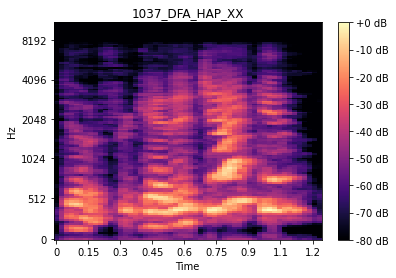 1037_DFA_HAP_XX
+0 dB
8192
-10 dB
4096
-20 dB
-30 dB
2048
Hz
-40 dB
1024
-50 dB
512
-60 dB
-70 dB
0
-80 dB
0 0.15 0.3 0.45 0.6 0.75 0.9 1.1 1.2
Time